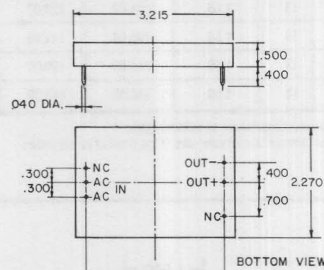 3.215
.500
.400
.040 DIA.
NC
AC
IN
AC
.300
.300
OUT-
OUT+
NC
.400
.700
2.270
BOTTOM VIEW